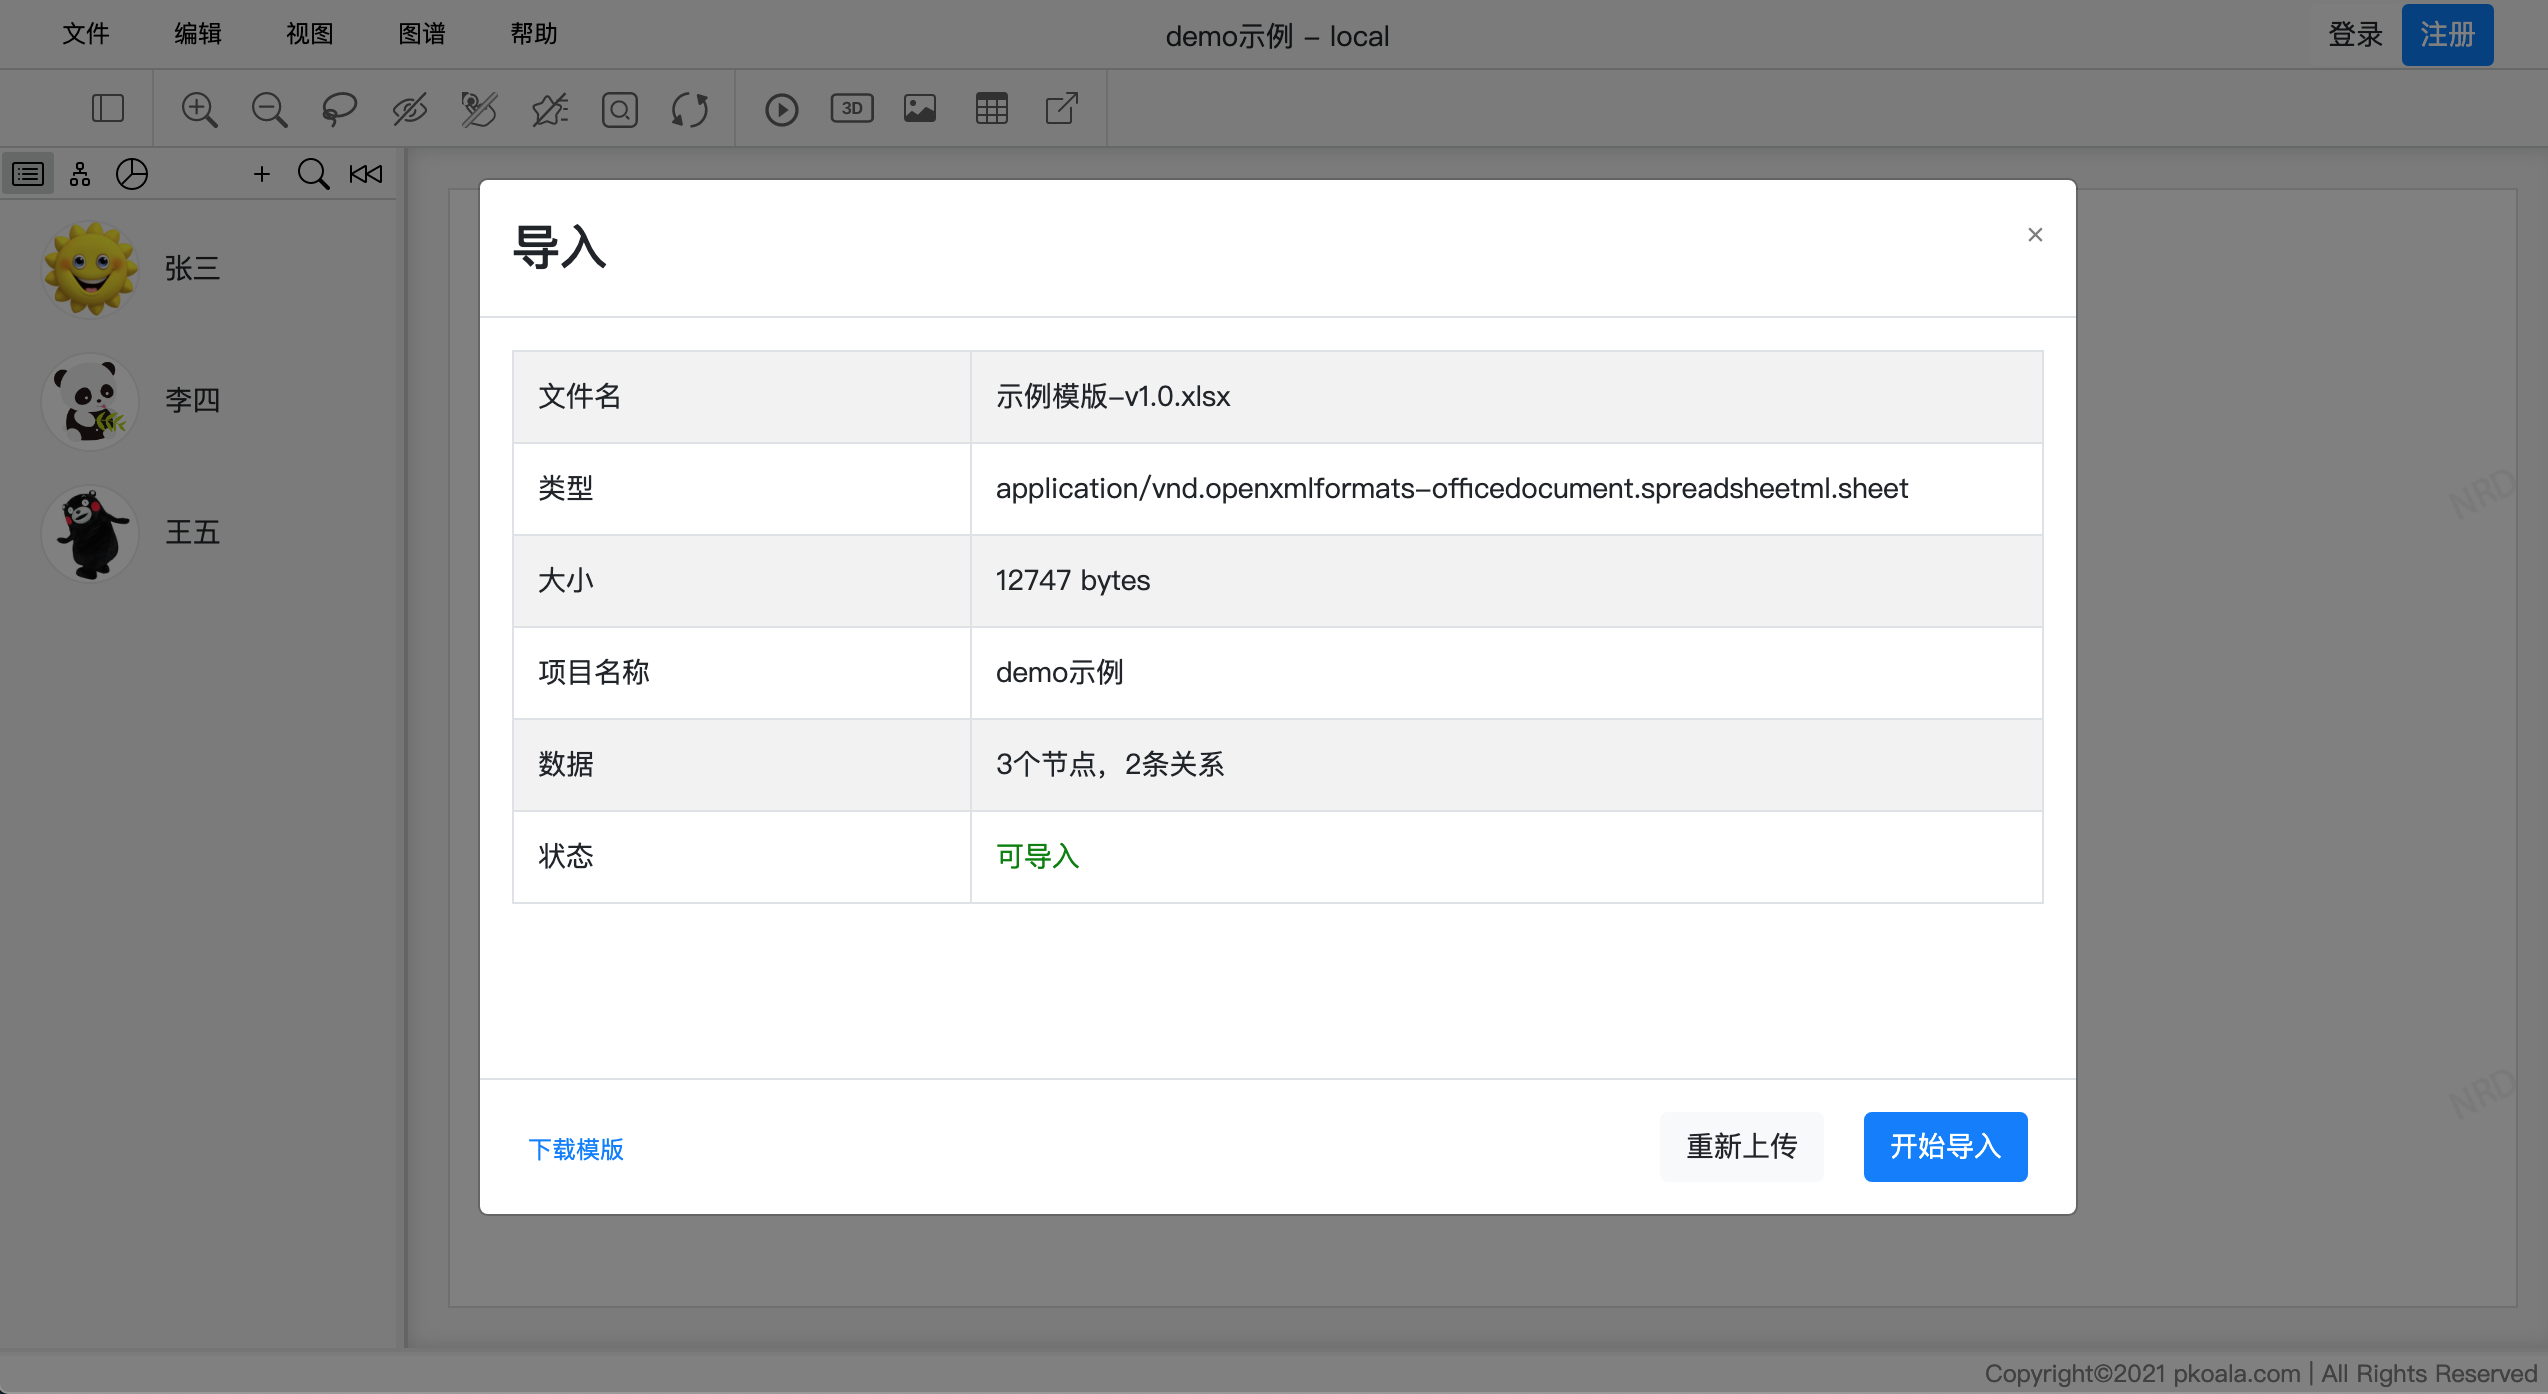 文件 编辑 视图 图谱 帮助 demo示例 – local 登录 注册
3D
张三
李四
王五
导入
×
文件名 示例模版–v1.0.xlsx
类型 application/vnd.openxmlformats–officedocument.spreadsheetml.sheet
大小 12747 bytes
项目名称 demo示例
数据 3个节点，2条关系
状态 可导入
下载模版 重新上传 开始导入
NRD
NRD
Copyright©2021 pkoala.com | All Rights Reserved